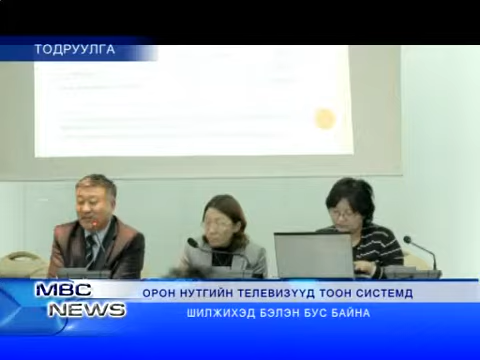 ТОДРУУЛГА
MBC
NEWS
ОРОН НУТГИЙН ТЕЛЕВИЗҮҮД ТООН СИСТЕМД
ШИЛЖИХЭД БЭЛЭН БУС БАЙНА